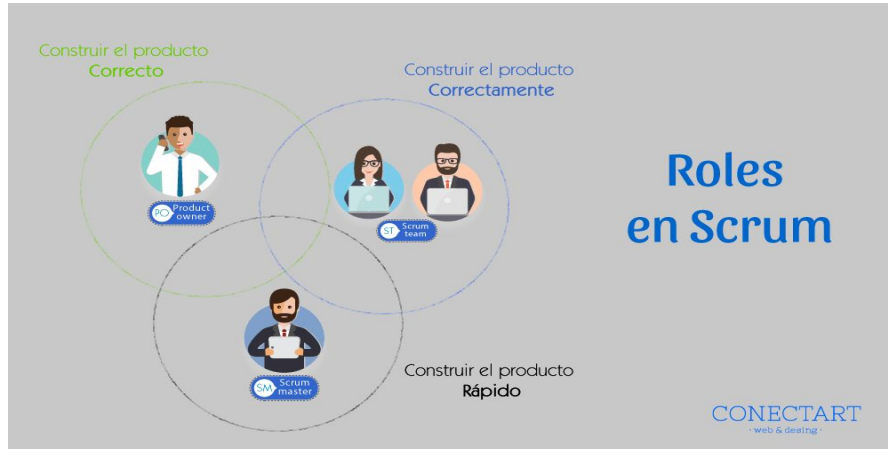 Construir el producto
Correcto
Construir el producto
Correctamente
PO Product
owner
ST Scrum
team
SM Scrum
master
Construir el producto
Rápido
Roles
en Scrum
CONECTART
· web & desing ·